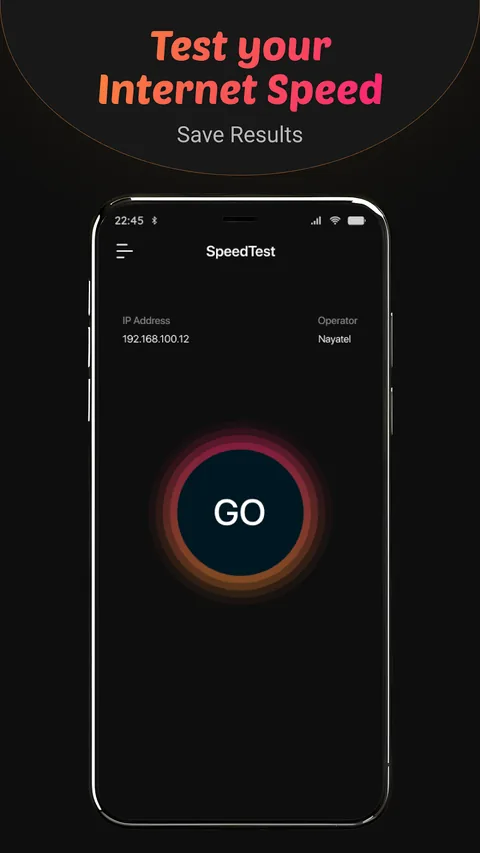 Test your
Internet Speed
Save Results
22:45
SpeedTest
IP Address
Operator
192.168.100.12
Nayatel
GO